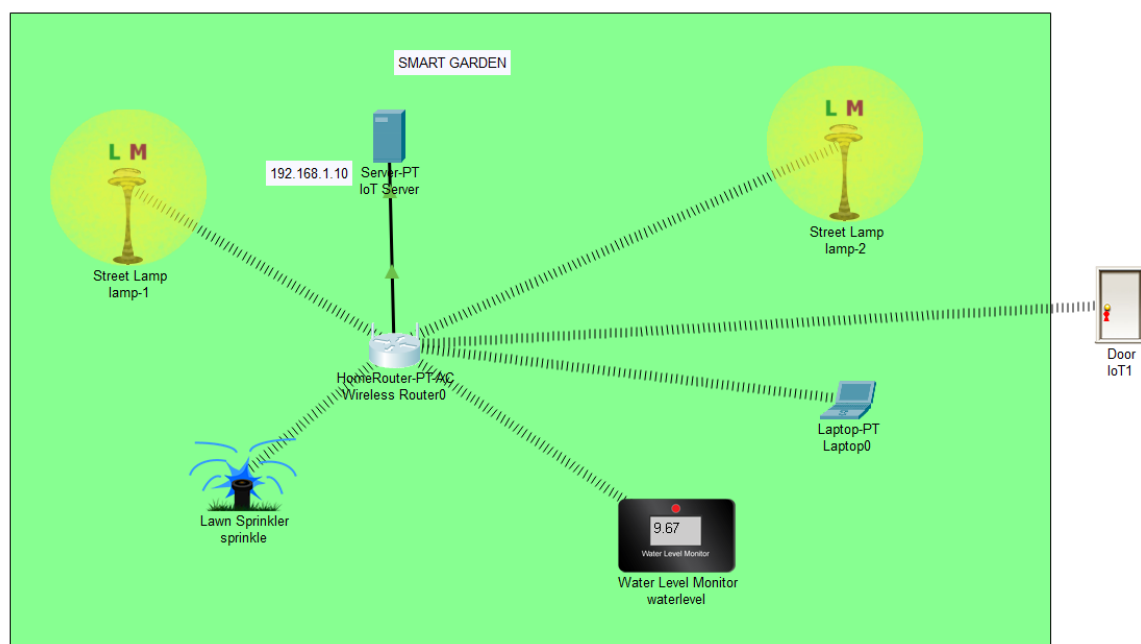 SMART GARDEN
L M
L M
192.168.1.10
Server-PT
IoT Server
Street Lamp
lamp-2
Street Lamp
lamp-1
Door
IoT1
HomeRouter-PT-AC
Wireless Router0
Laptop-PT
Laptop0
Lawn Sprinkler
sprinkle
9.67
Water Level Monitor
Water Level Monitor
waterlevel